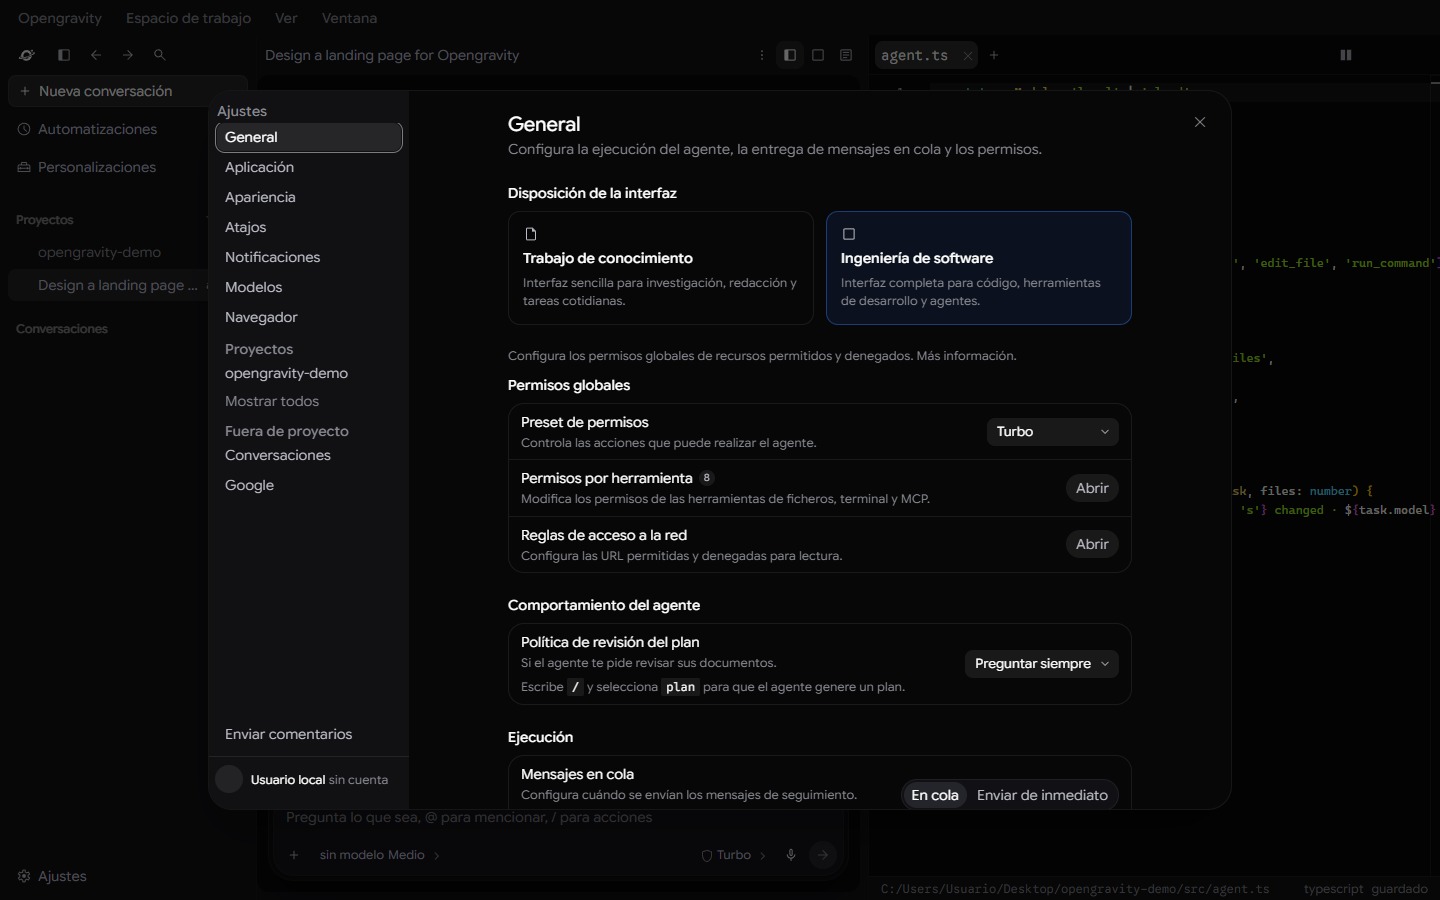 Opengravity Espacio de trabajo Ver Ventana
Design a landing page for Opengravity
agent.ts
Nueva conversación
Automatizaciones
Personalizaciones
Proyectos
opengravity-demo
Design a landing page ...
Conversaciones
Ajustes
Ajustes
General
Aplicación
Apariencia
Atajos
Notificaciones
Modelos
Navegador
Proyectos
opengravity-demo
Mostrar todos
Fuera de proyecto
Conversaciones
Google
Enviar comentarios
Usuario local sin cuenta
General
Configura la ejecución del agente, la entrega de mensajes en cola y los permisos.
Disposición de la interfaz
Trabajo de conocimiento
Interfaz sencilla para investigación, redacción y
tareas cotidianas.
Ingeniería de software
Interfaz completa para código, herramientas
de desarrollo y agentes.
Configura los permisos globales de recursos permitidos y denegados. Más información.
Permisos globales
Preset de permisos
Controla las acciones que puede realizar el agente.
Turbo
Permisos por herramienta 8
Modifica los permisos de las herramientas de ficheros, terminal y MCP.
Abrir
Reglas de acceso a la red
Configura las URL permitidas y denegadas para lectura.
Abrir
Comportamiento del agente
Política de revisión del plan
Si el agente te pide revisar sus documentos.
Escribe / y selecciona plan para que el agente genere un plan.
Preguntar siempre
Ejecución
Mensajes en cola
Configura cuándo se envían los mensajes de seguimiento.
En cola Enviar de inmediato
Pregunta lo que sea, @ para mencionar, / para acciones
sin modelo Medio
Turbo
', 'edit_file', 'run_command'
iles',
,
sk, files: number) {
's'} changed · ${task.model}
C:/Users/Usuario/Desktop/opengravity-demo/src/agent.ts typescript guardado